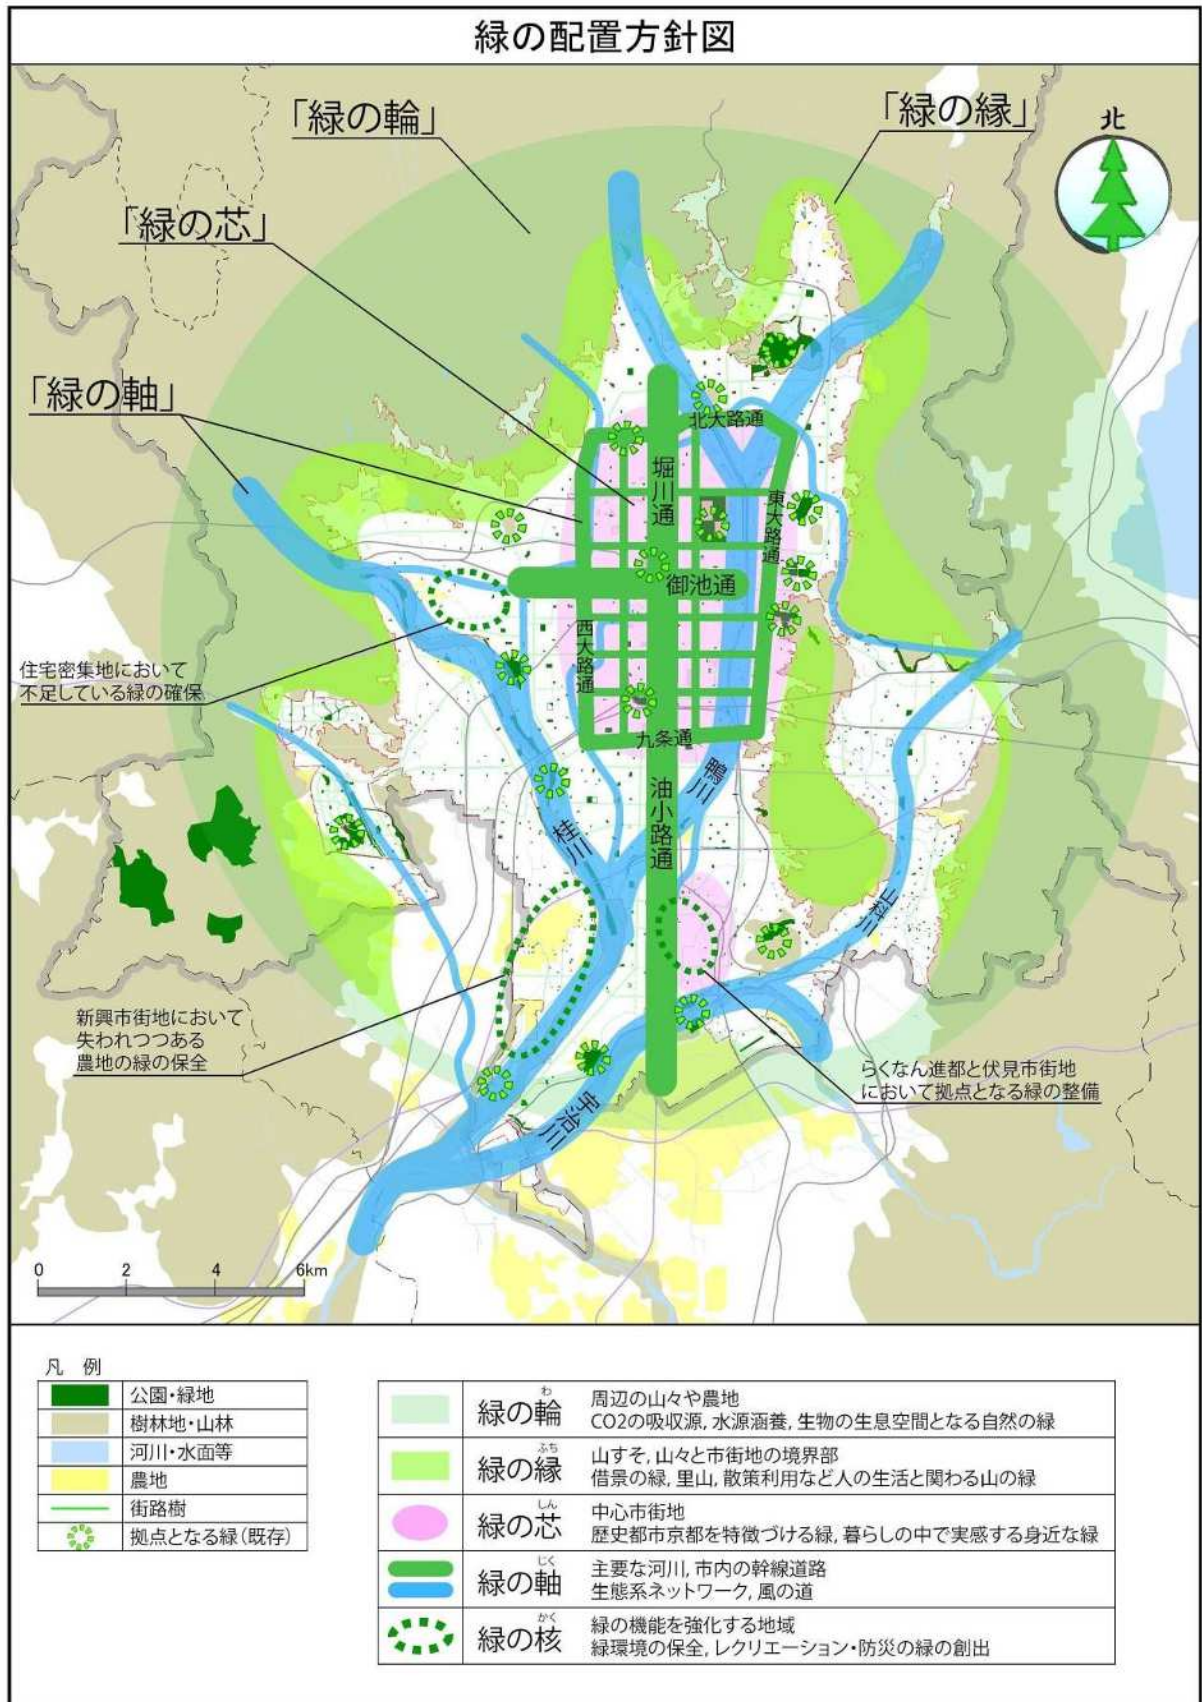 緑の配置方針図
「緑の輪」
「緑の縁」
北
「緑の芯」
「緑の軸」
北大路通
堀川通
東大路通
御池通
西大路通
住宅密集地において
不足している緑の確保
九条通
鴨川
油小路通
桂川
山科川
新興市街地において
失われつつある
農地の緑の保全
らくなん進都と伏見市街地
において拠点となる緑の整備
宇治川
0 2 4 6km
凡 例
公園・緑地
樹林地・山林
河川・水面等
農地
街路樹
拠点となる緑(既存)
わ
緑の輪
周辺の山々や農地
CO2の吸収源, 水源涵養, 生物の生息空間となる自然の緑
ふち
緑の縁
山すそ, 山々と市街地の境界部
借景の緑, 里山, 散策利用など人の生活と関わる山の緑
しん
緑の芯
中心市街地
歴史都市京都を特徴づける緑, 暮らしの中で実感する身近な緑
じく
緑の軸
主要な河川, 市内の幹線道路
生態系ネットワーク, 風の道
かく
緑の核
緑の機能を強化する地域
緑環境の保全, レクリエーション・防災の緑の創出